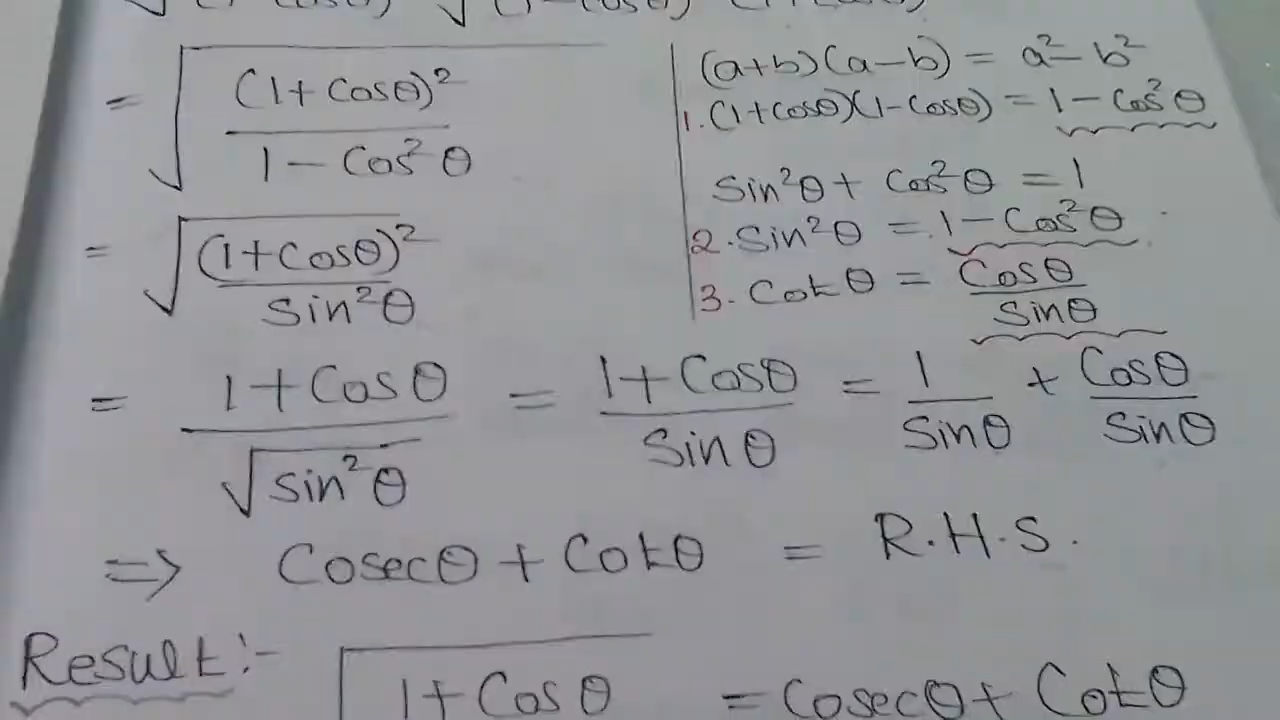 = √((1+cosθ)² / (1 − cos²θ))
= √((1+cosθ)² / sin²θ)
(a+b)(a−b) = a² − b²
1. (1+cosθ)(1−cosθ) = 1 − cos²θ
sin²θ + cos²θ = 1
2. sin²θ = 1 − cos²θ
3. cotθ = cosθ / sinθ
= (1 + cosθ) / √(sin²θ) = (1 + cosθ) / sinθ = 1 / sinθ + cosθ / sinθ
⇒ cosecθ + cotθ = R.H.S.
Result:- √(1 + cosθ = cosecθ + cotθ